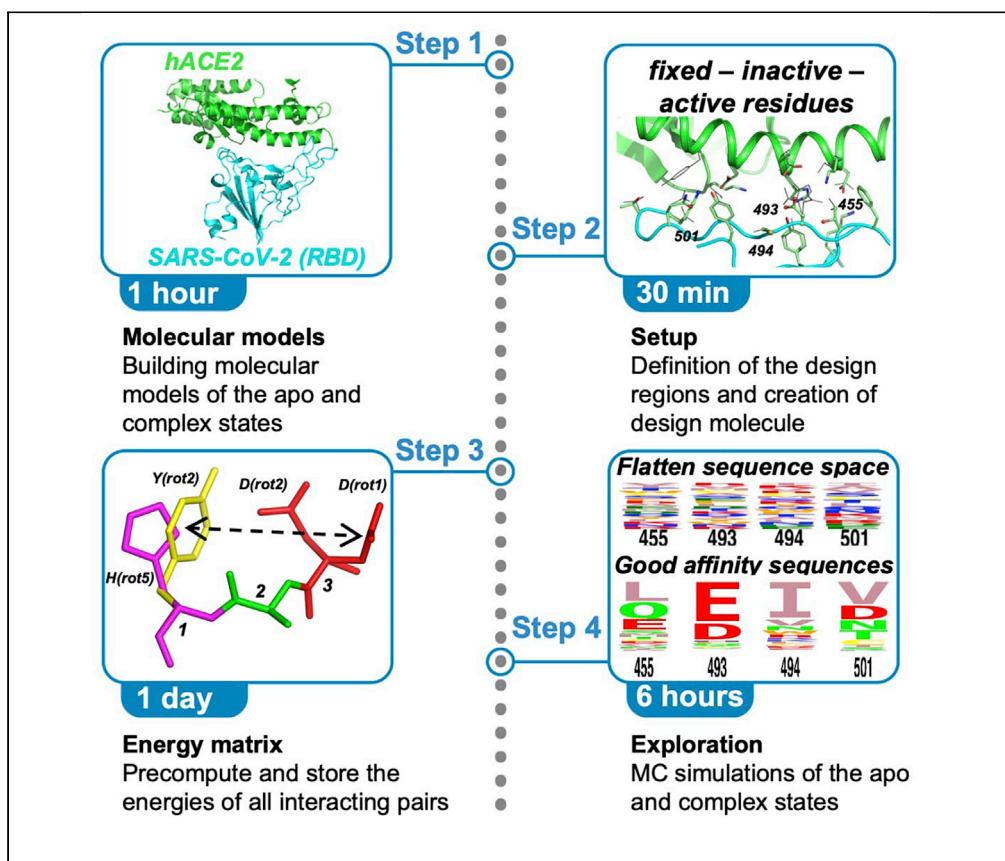 Step 1
hACE2
SARS-CoV-2 (RBD)
1 hour
Molecular models
Building molecular
models of the apo and
complex states
Step 2
fixed – inactive –
active residues
493
455
501
494
30 min
Setup
Definition of the design
regions and creation of
design molecule
Step 3
Y(rot2)
D(rot2)
D(rot1)
H(rot5)
1
2
3
1 day
Energy matrix
Precompute and store the
energies of all interacting pairs
Step 4
Flatten sequence space
455 493 494 501
Good affinity sequences
L E I V
Q D D
E N
455 493 494 501
6 hours
Exploration
MC simulations of the apo
and complex states